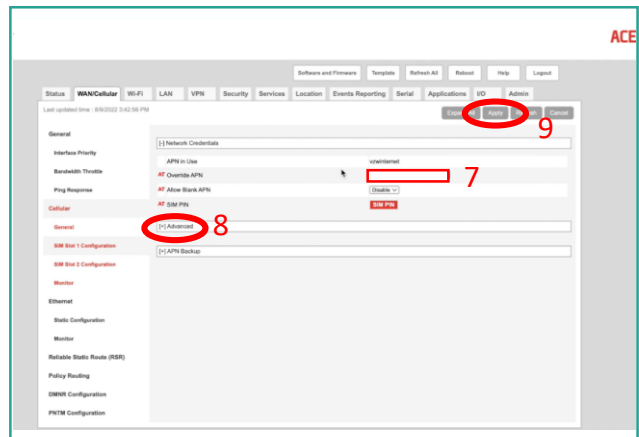 ACE
Software and Firmware Template Refresh All Reboot Help Logout
Status WAN/Cellular Wi-Fi LAN VPN Security Services Location Events Reporting Serial Applications I/O Admin
Last updated time : 8/9/2022 3:42:56 PM
Apply Cancel
9
General
[-] Network Credentials
Interface Priority
APN in Use vzwinternet
Bandwidth Throttle
AT Override APN
7
Ping Response
AT Allow Blank APN Disable
Cellular
AT SIM PIN SIM PIN
General
[+] Advanced
8
SIM Slot 1 Configuration
[+] APN Backup
SIM Slot 2 Configuration
Monitor
Ethernet
Static Configuration
Monitor
Reliable Static Route (RSR)
Policy Routing
DMNR Configuration
PNTM Configuration